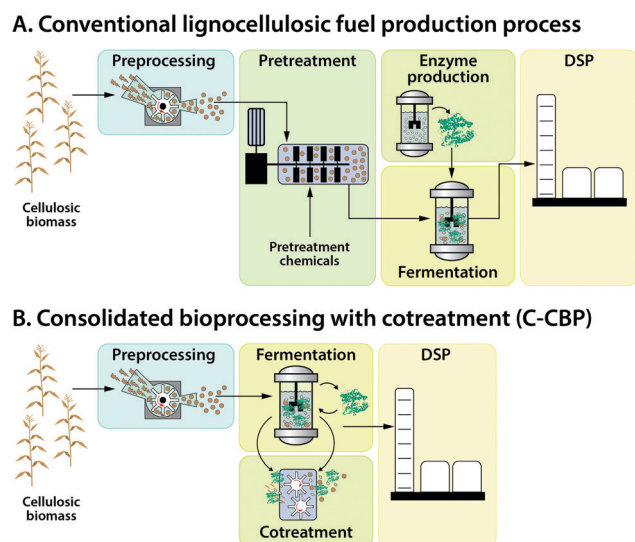 A. Conventional lignocellulosic fuel production process
Preprocessing
Pretreatment
Enzyme
production
DSP
Cellulosic
biomass
Pretreatment
chemicals
Fermentation
B. Consolidated bioprocessing with cotreatment (C-CBP)
Preprocessing
Fermentation
DSP
Cellulosic
biomass
Cotreatment